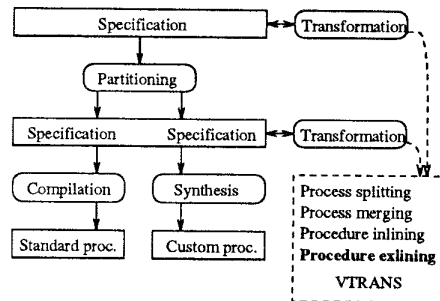 Specification
Transformation
Partitioning
Specification Specification
Transformation
Compilation
Synthesis
Process splitting
Process merging
Procedure inlining
Procedure exlining
VTRANS
Standard proc.
Custom proc.